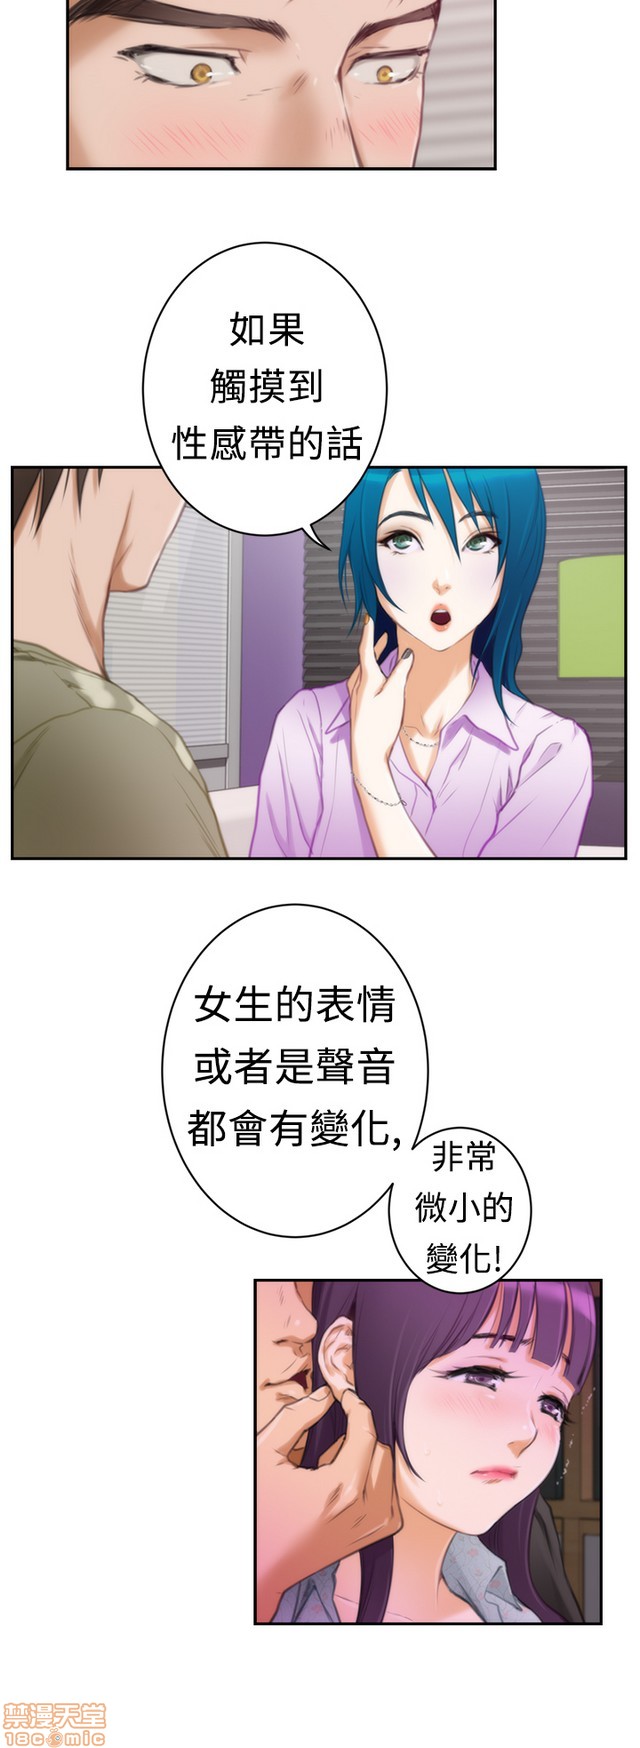 如果
觸摸到
性感帶的話
女生的表情
或者是聲音
都會有變化,
非常
微小的
變化!
禁漫天堂
18comic